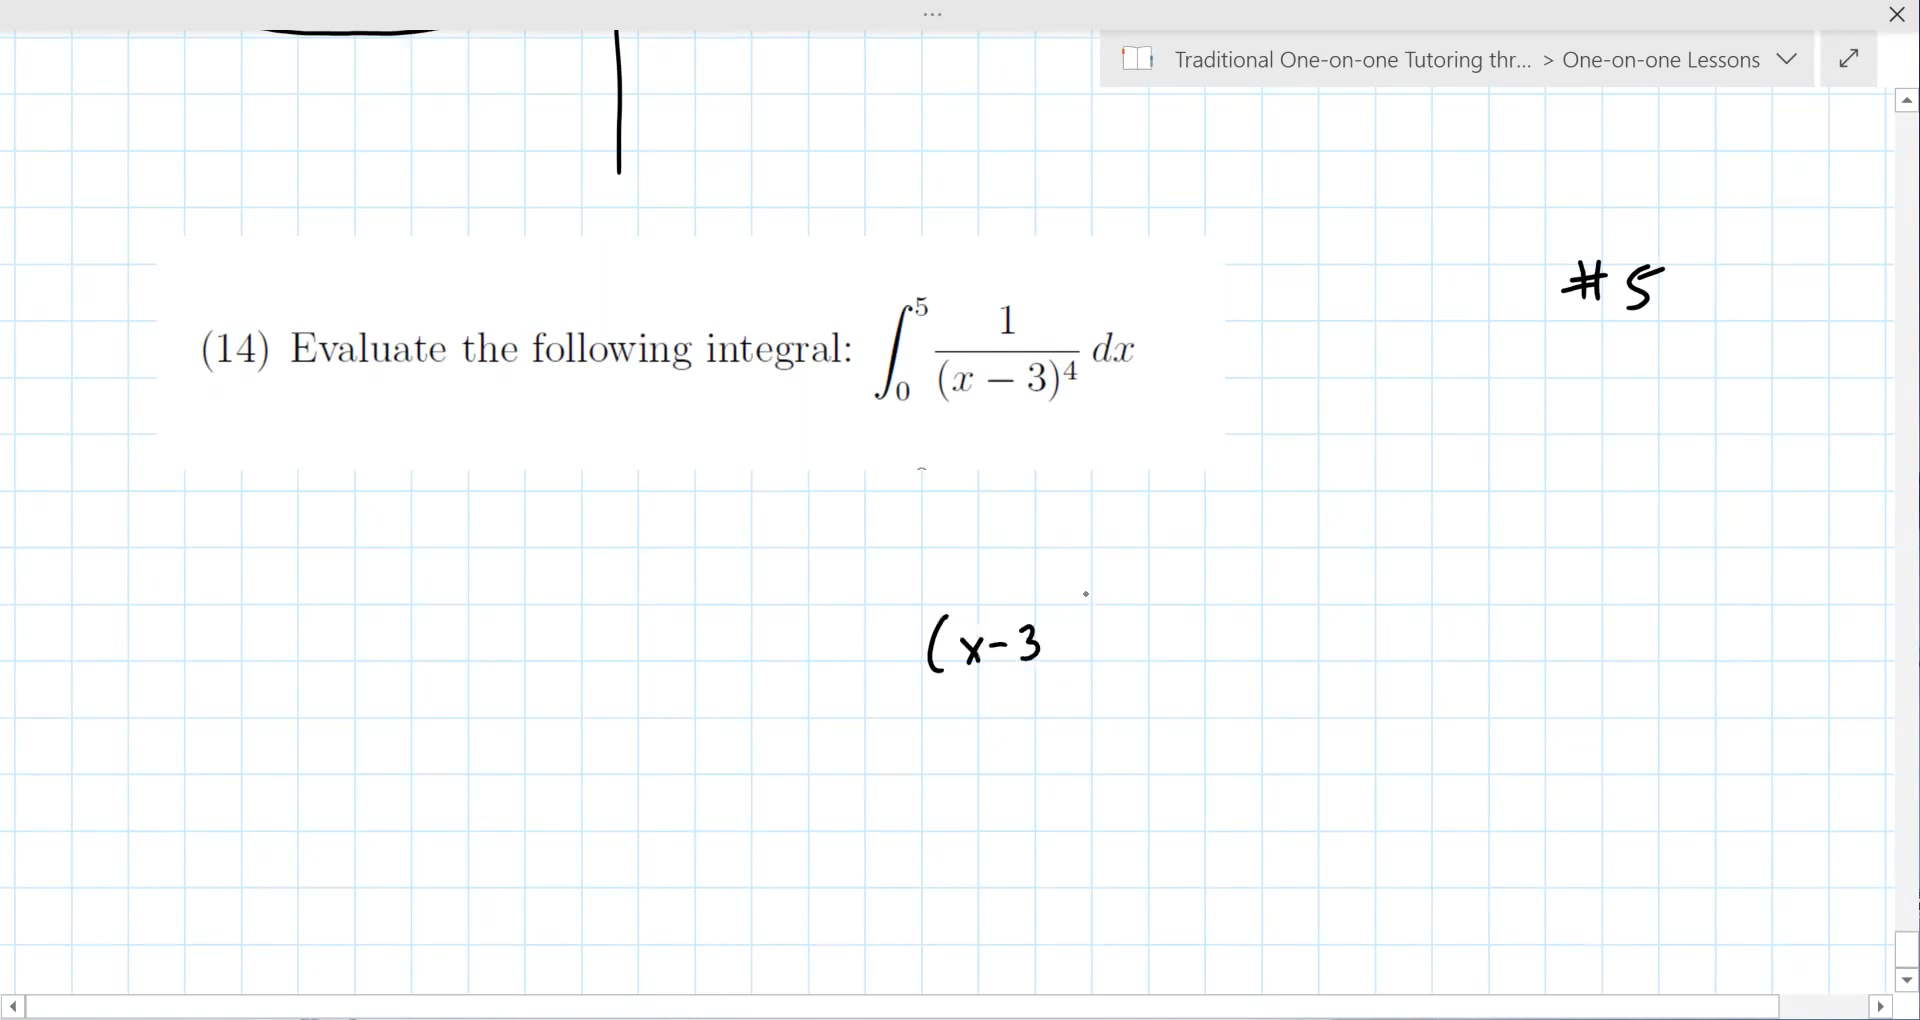 ...
Traditional One-on-one Tutoring thr... > One-on-one Lessons
# 5
(14) Evaluate the following integral: ∫₀⁵ 1/(x − 3)⁴ dx
(x-3